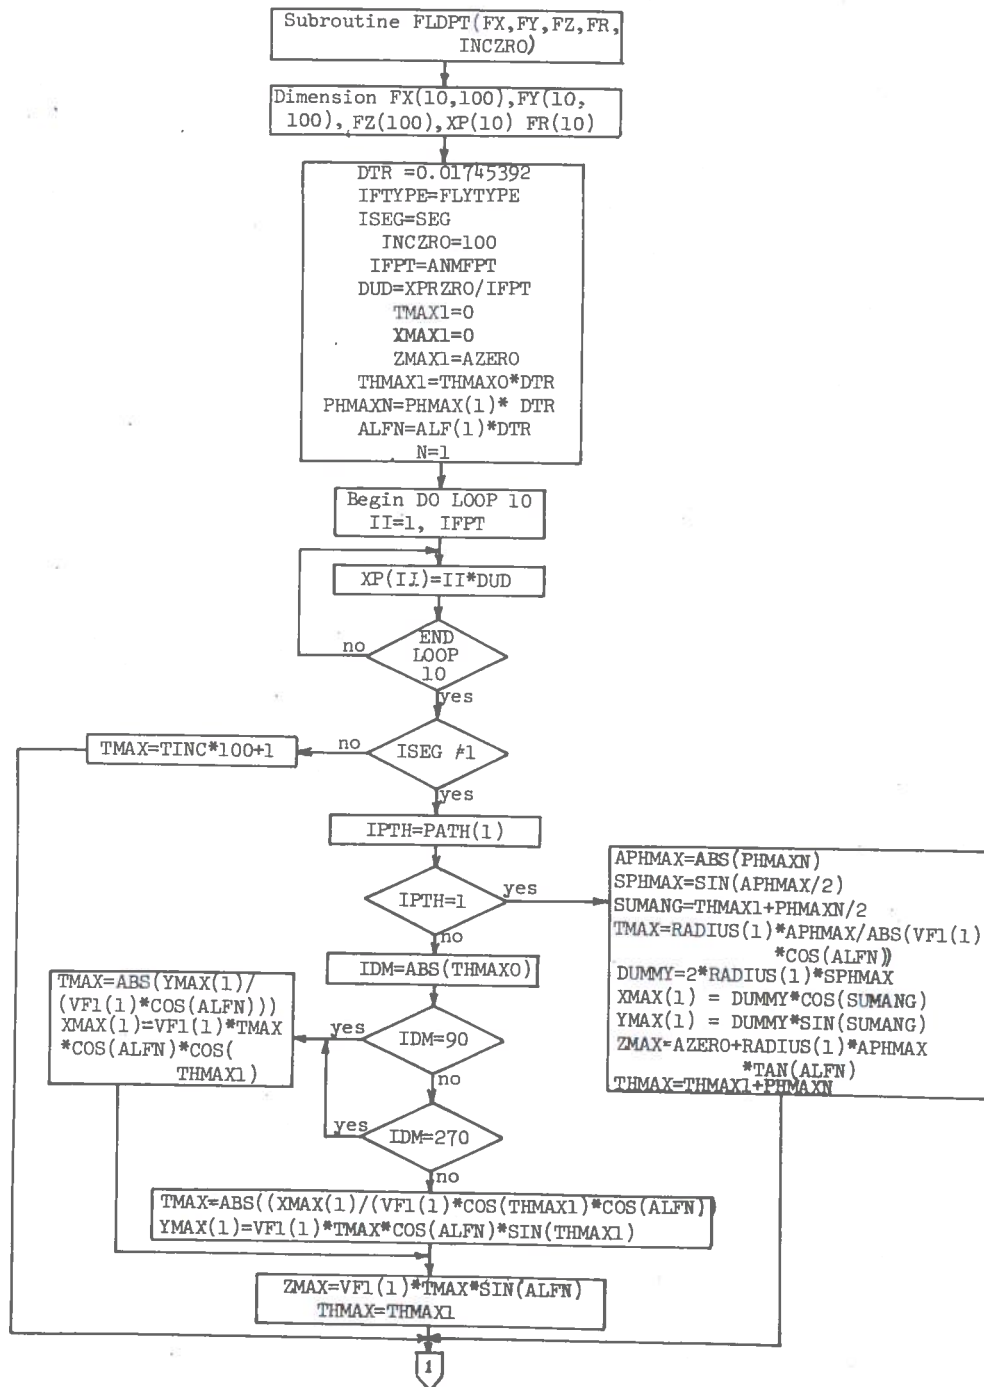 Subroutine FLDPT(FX,FY,FZ,FR,
INCZRO)
Dimension FX(10,100),FY(10,
100), FZ(100),XP(10) FR(10)
DTR =0.01745392
IFTYPE=FLYTYPE
ISEG=SEG
INCZRO=100
IFPT=ANMFPT
DUD=XPRZRO/IFPT
TMAX1=0
XMAX1=0
ZMAX1=AZERO
THMAX1=THMAXO*DTR
PHMAXN=PHMAX(1)* DTR
ALFN=ALF(1)*DTR
N=1
Begin DO LOOP 10
II=1, IFPT
XP(II)=II*DUD
END
LOOP
10
no
yes
ISEG ≠1
no
TMAX=TINC*100+1
yes
IPTH=PATH(1)
IPTH=1
yes
APHMAX=ABS(PHMAXN)
SPHMAX=SIN(APHMAX/2)
SUMANG=THMAX1+PHMAXN/2
TMAX=RADIUS(1)*APHMAX/ABS(VF1(1)
*COS(ALFN))
DUMMY=2*RADIUS(1)*SPHMAX
XMAX(1) = DUMMY*COS(SUMANG)
YMAX(1) = DUMMY*SIN(SUMANG)
ZMAX=AZERO+RADIUS(1)*APHMAX
*TAN(ALFN)
THMAX=THMAX1+PHMAXN
no
IDM=ABS(THMAXO)
IDM=90
yes
TMAX=ABS(YMAX(1)/
(VF1(1)*COS(ALFN)))
XMAX(1)=VF1(1)*TMAX
*COS(ALFN)*COS(
THMAX1)
no
IDM=270
yes
no
TMAX=ABS((XMAX(1)/(VF1(1)*COS(THMAX1)*COS(ALFN))
YMAX(1)=VF1(1)*TMAX*COS(ALFN)*SIN(THMAX1)
ZMAX=VF1(1)*TMAX*SIN(ALFN)
THMAX=THMAX1
1